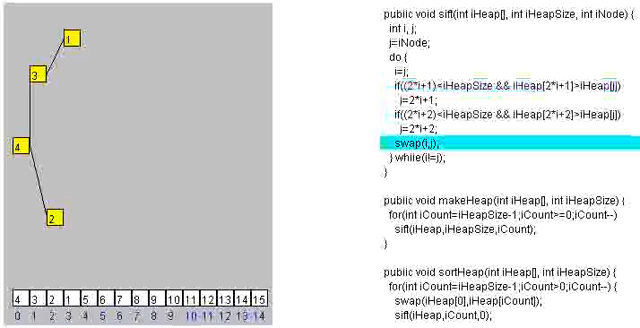 1
3
4
2
4 3 2 1 5 6 7 8 9 10 11 12 13 14 15
0 1 2 3 4 5 6 7 8 9 10 11 12 13 14
public void sift(int iHeap[], int iHeapSize, int iNode) {
int i, j;
j=iNode;
do {
i=j;
if((2*i+1)<iHeapSize && iHeap[2*i+1]>iHeap[j])
j=2*i+1;
if((2*i+2)<iHeapSize && iHeap[2*i+2]>iHeap[j])
j=2*i+2;
swap(i,j);
} while(i!=j);
}
public void makeHeap(int iHeap[], int iHeapSize) {
for(int iCount=iHeapSize-1;iCount>=0;iCount--)
sift(iHeap,iHeapSize,iCount);
}
public void sortHeap(int iHeap[], int iHeapSize) {
for(int iCount=iHeapSize-1;iCount>0;iCount--) {
swap(iHeap[0],iHeap[iCount]);
sift(iHeap,iCount,0);